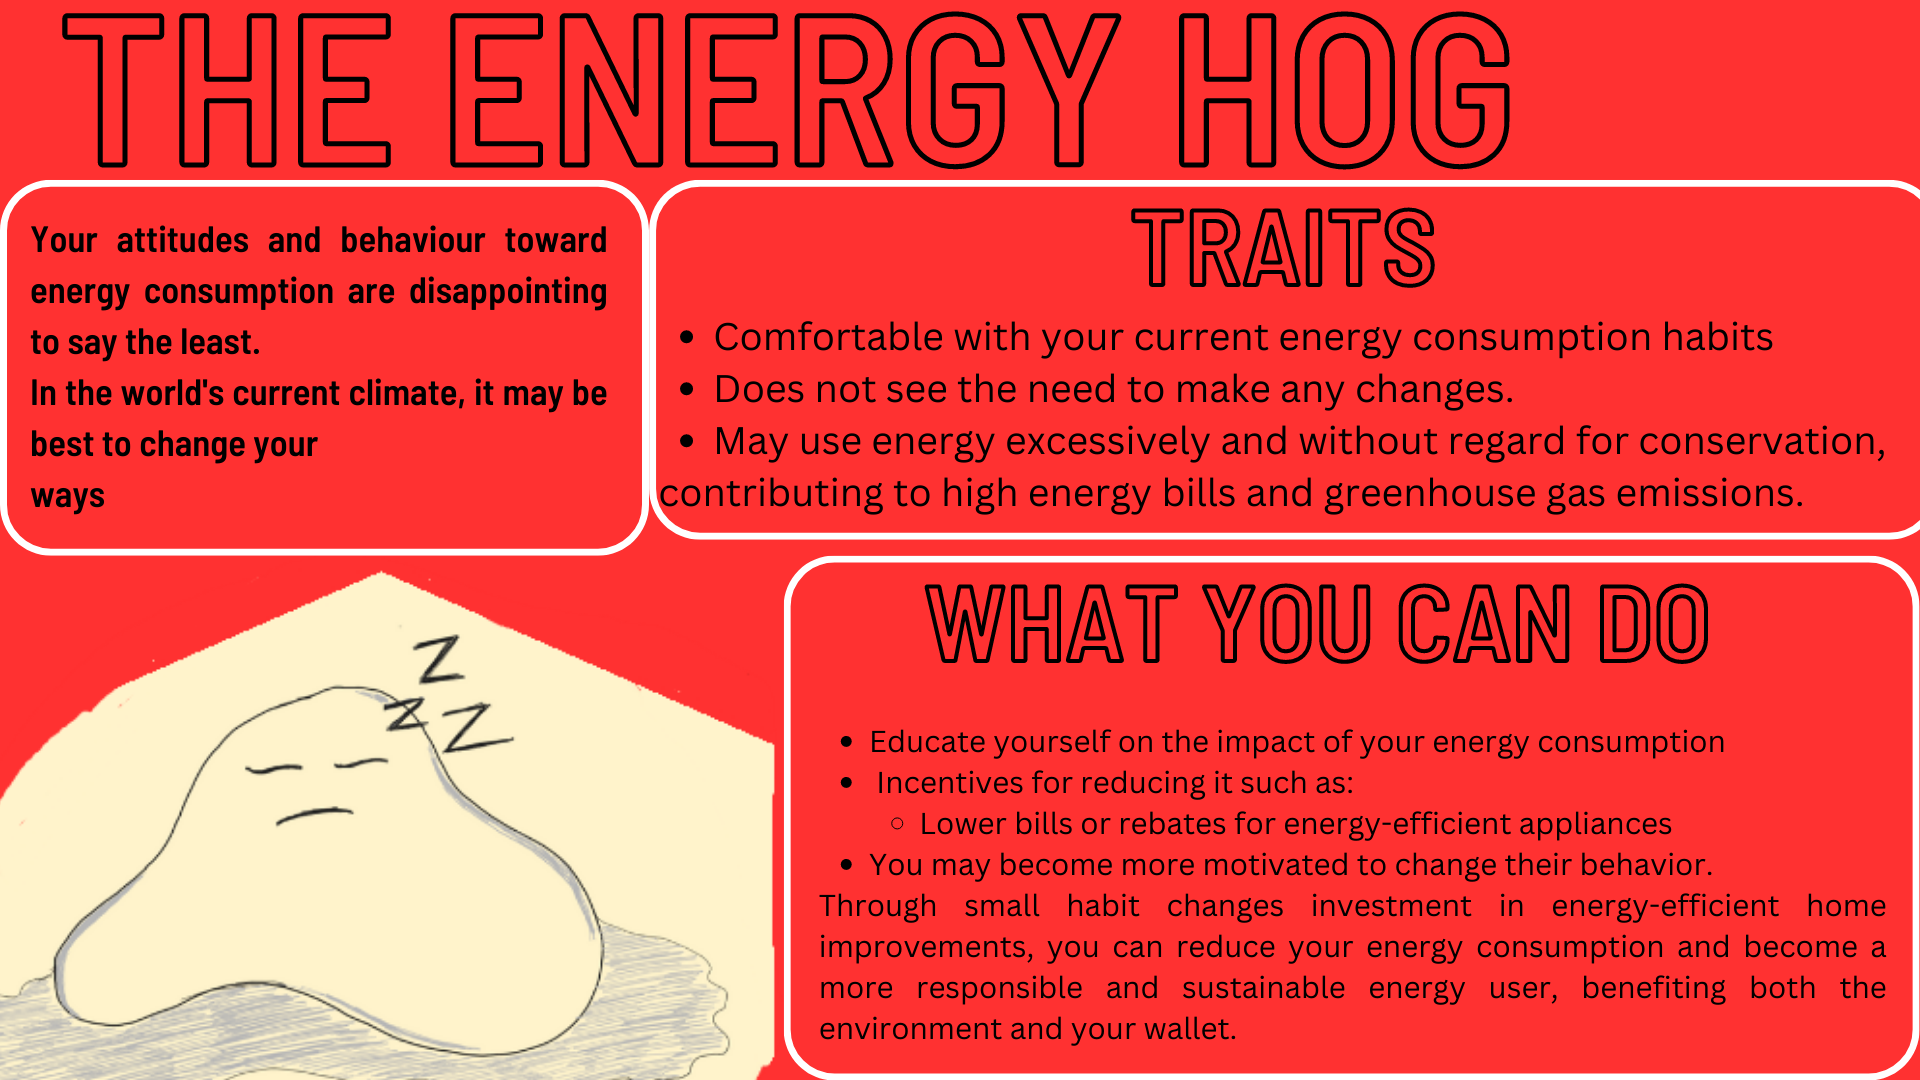 THE ENERGY HOG
Your attitudes and behaviour toward
energy consumption are disappointing
to say the least.
In the world's current climate, it may be
best to change your
ways
TRAITS
• Comfortable with your current energy consumption habits
• Does not see the need to make any changes.
• May use energy excessively and without regard for conservation,
contributing to high energy bills and greenhouse gas emissions.
Z
Z Z
WHAT YOU CAN DO
• Educate yourself on the impact of your energy consumption
• Incentives for reducing it such as:
◦ Lower bills or rebates for energy-efficient appliances
• You may become more motivated to change their behavior.
Through small habit changes investment in energy-efficient home
improvements, you can reduce your energy consumption and become a
more responsible and sustainable energy user, benefiting both the
environment and your wallet.